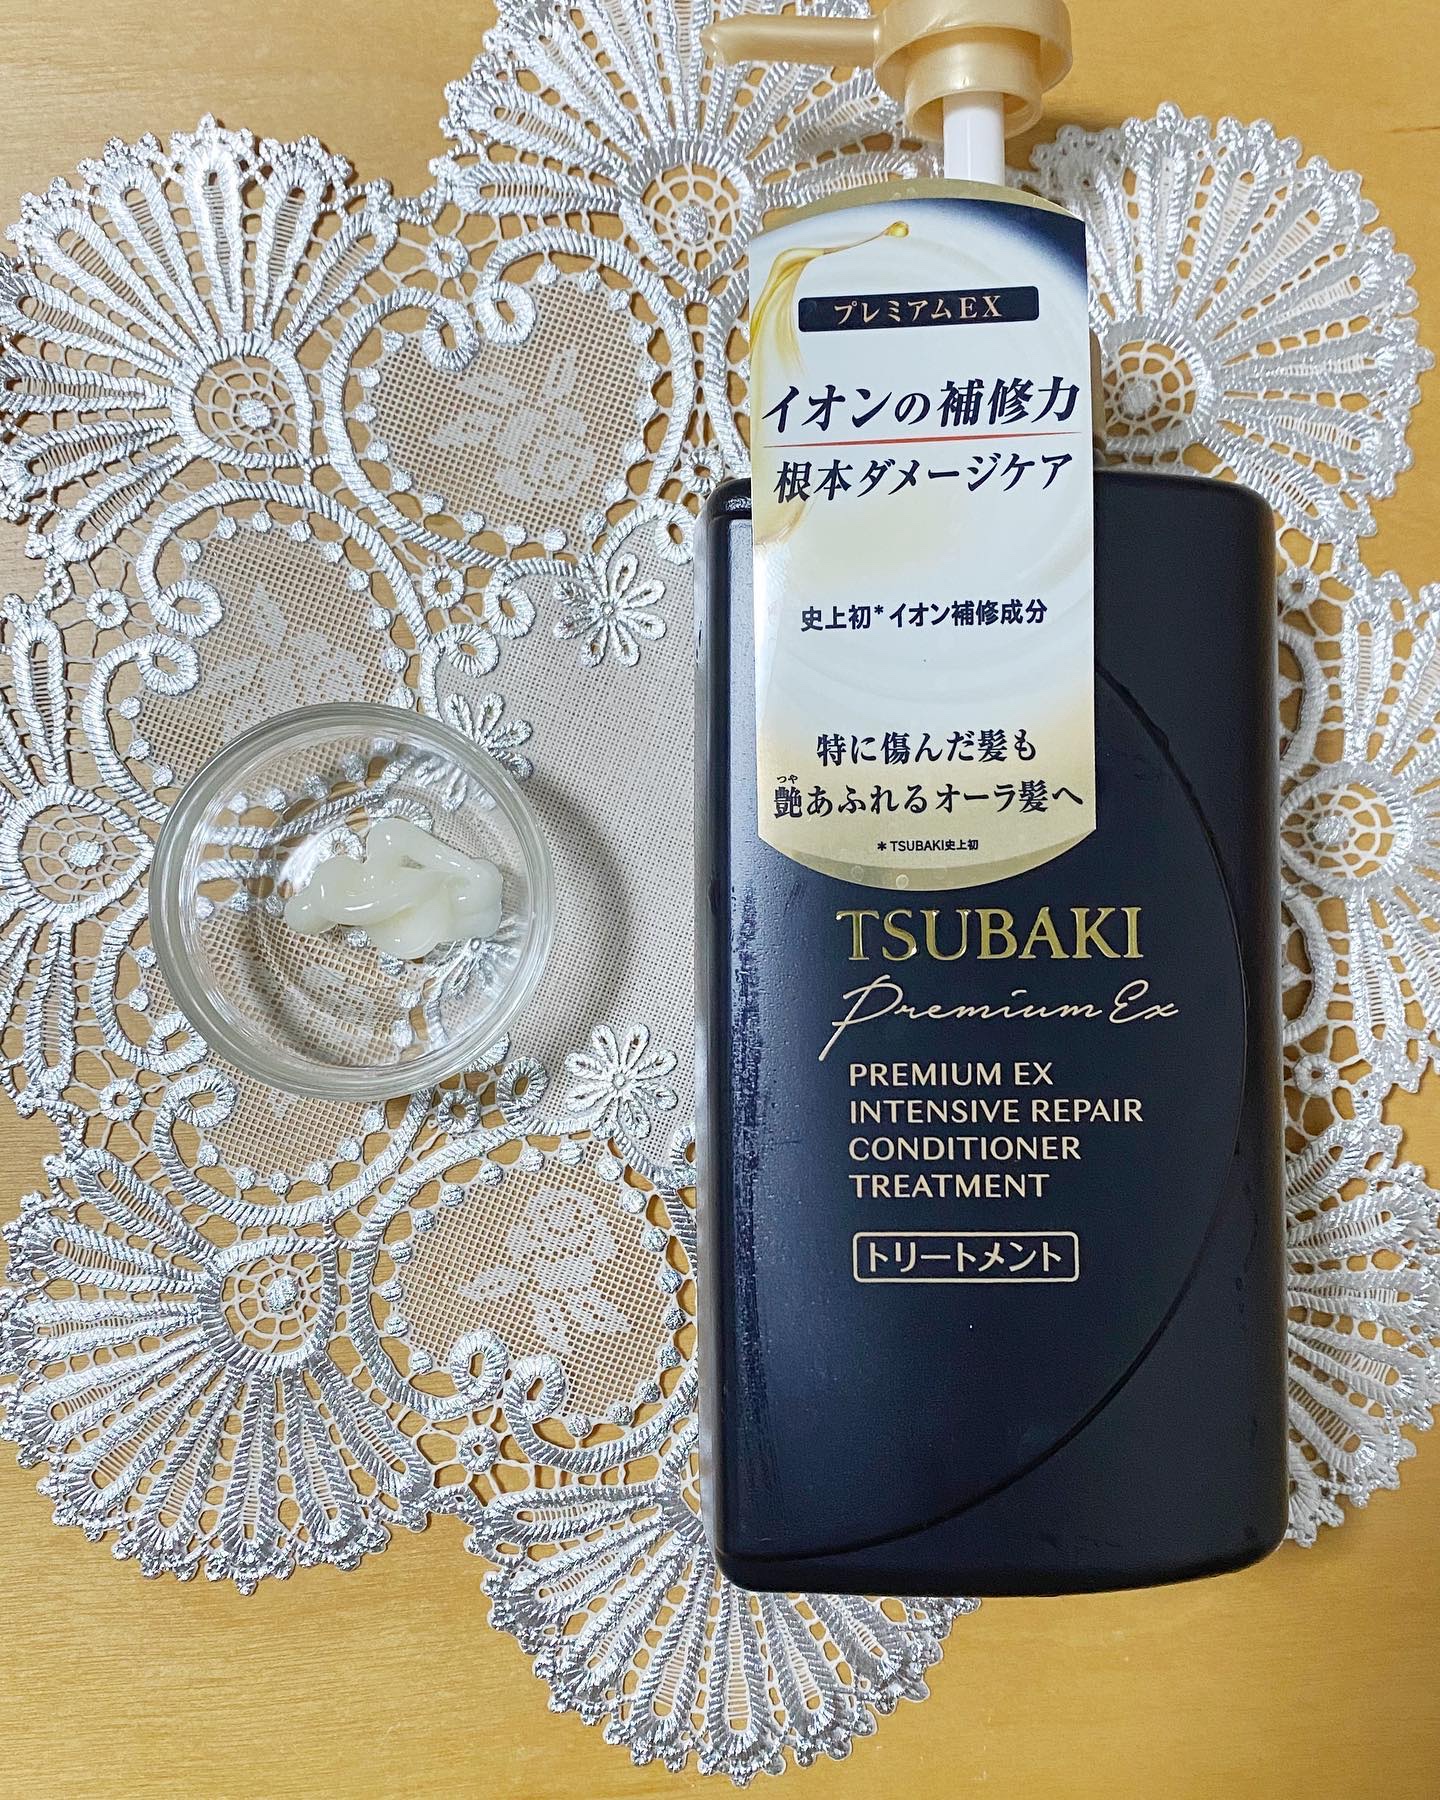 プレミアムEX
イオンの補修力
根本ダメージケア
史上初*イオン補修成分
特に傷んだ髪も
つや
艶あふれるオーラ髪へ
*TSUBAKI史上初
TSUBAKI
Premium Ex
PREMIUM EX
INTENSIVE REPAIR
CONDITIONER
TREATMENT
トリートメント